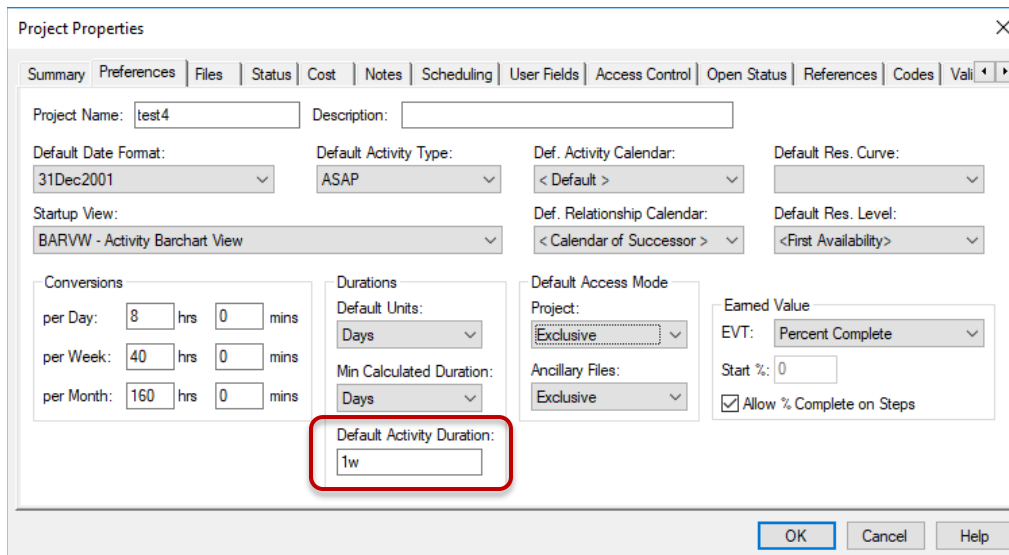 Project Properties
Summary Preferences Files Status Cost Notes Scheduling User Fields Access Control Open Status References Codes Vali
Project Name: test4 Description:
Default Date Format: Default Activity Type: Def. Activity Calendar: Default Res. Curve:
31Dec2001 ASAP < Default >
Startup View: Def. Relationship Calendar: Default Res. Level:
BARVW - Activity Barchart View < Calendar of Successor > <First Availability>
Conversions Durations Default Access Mode
Default Units: Project: Earned Value
per Day: 8 hrs 0 mins Days Exclusive EVT: Percent Complete
per Week: 40 hrs 0 mins Min Calculated Duration: Ancillary Files: Start %: 0
per Month: 160 hrs 0 mins Days Exclusive Allow % Complete on Steps
Default Activity Duration:
1w
OK Cancel Help